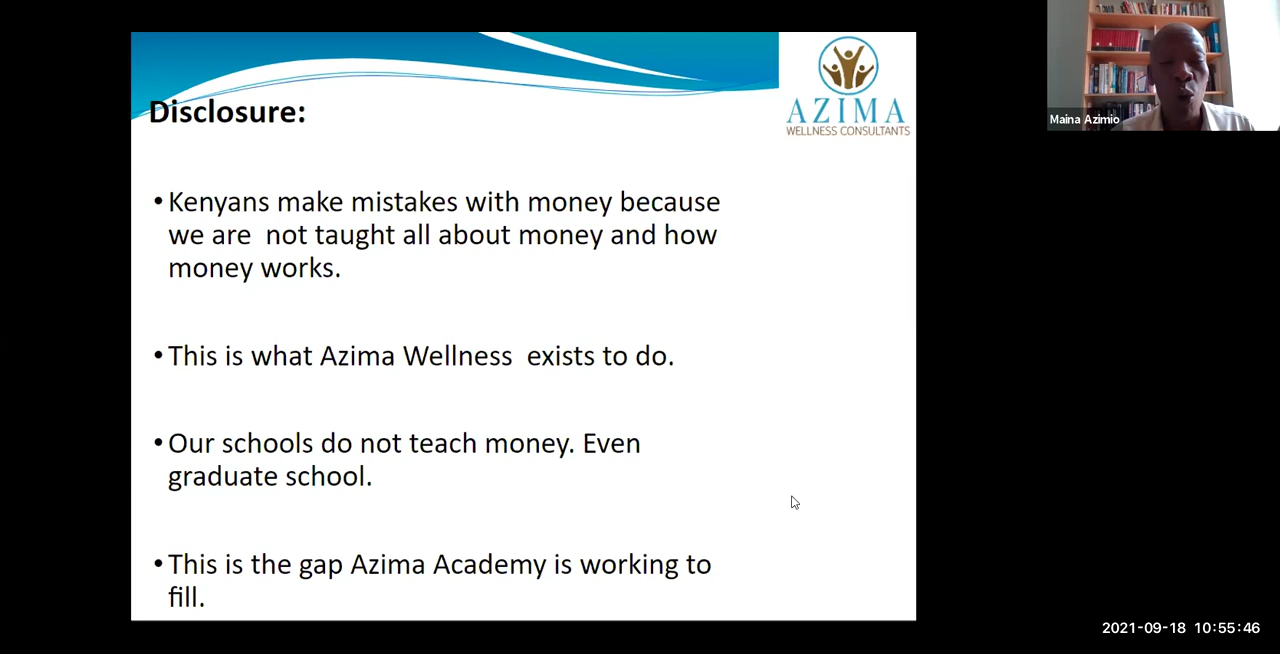 Disclosure:
AZIMA
WELLNESS CONSULTANTS
Maina Azimio
• Kenyans make mistakes with money because
we are  not taught all about money and how
money works.
• This is what Azima Wellness  exists to do.
• Our schools do not teach money. Even
graduate school.
• This is the gap Azima Academy is working to
fill.
2021-09-18 10:55:46